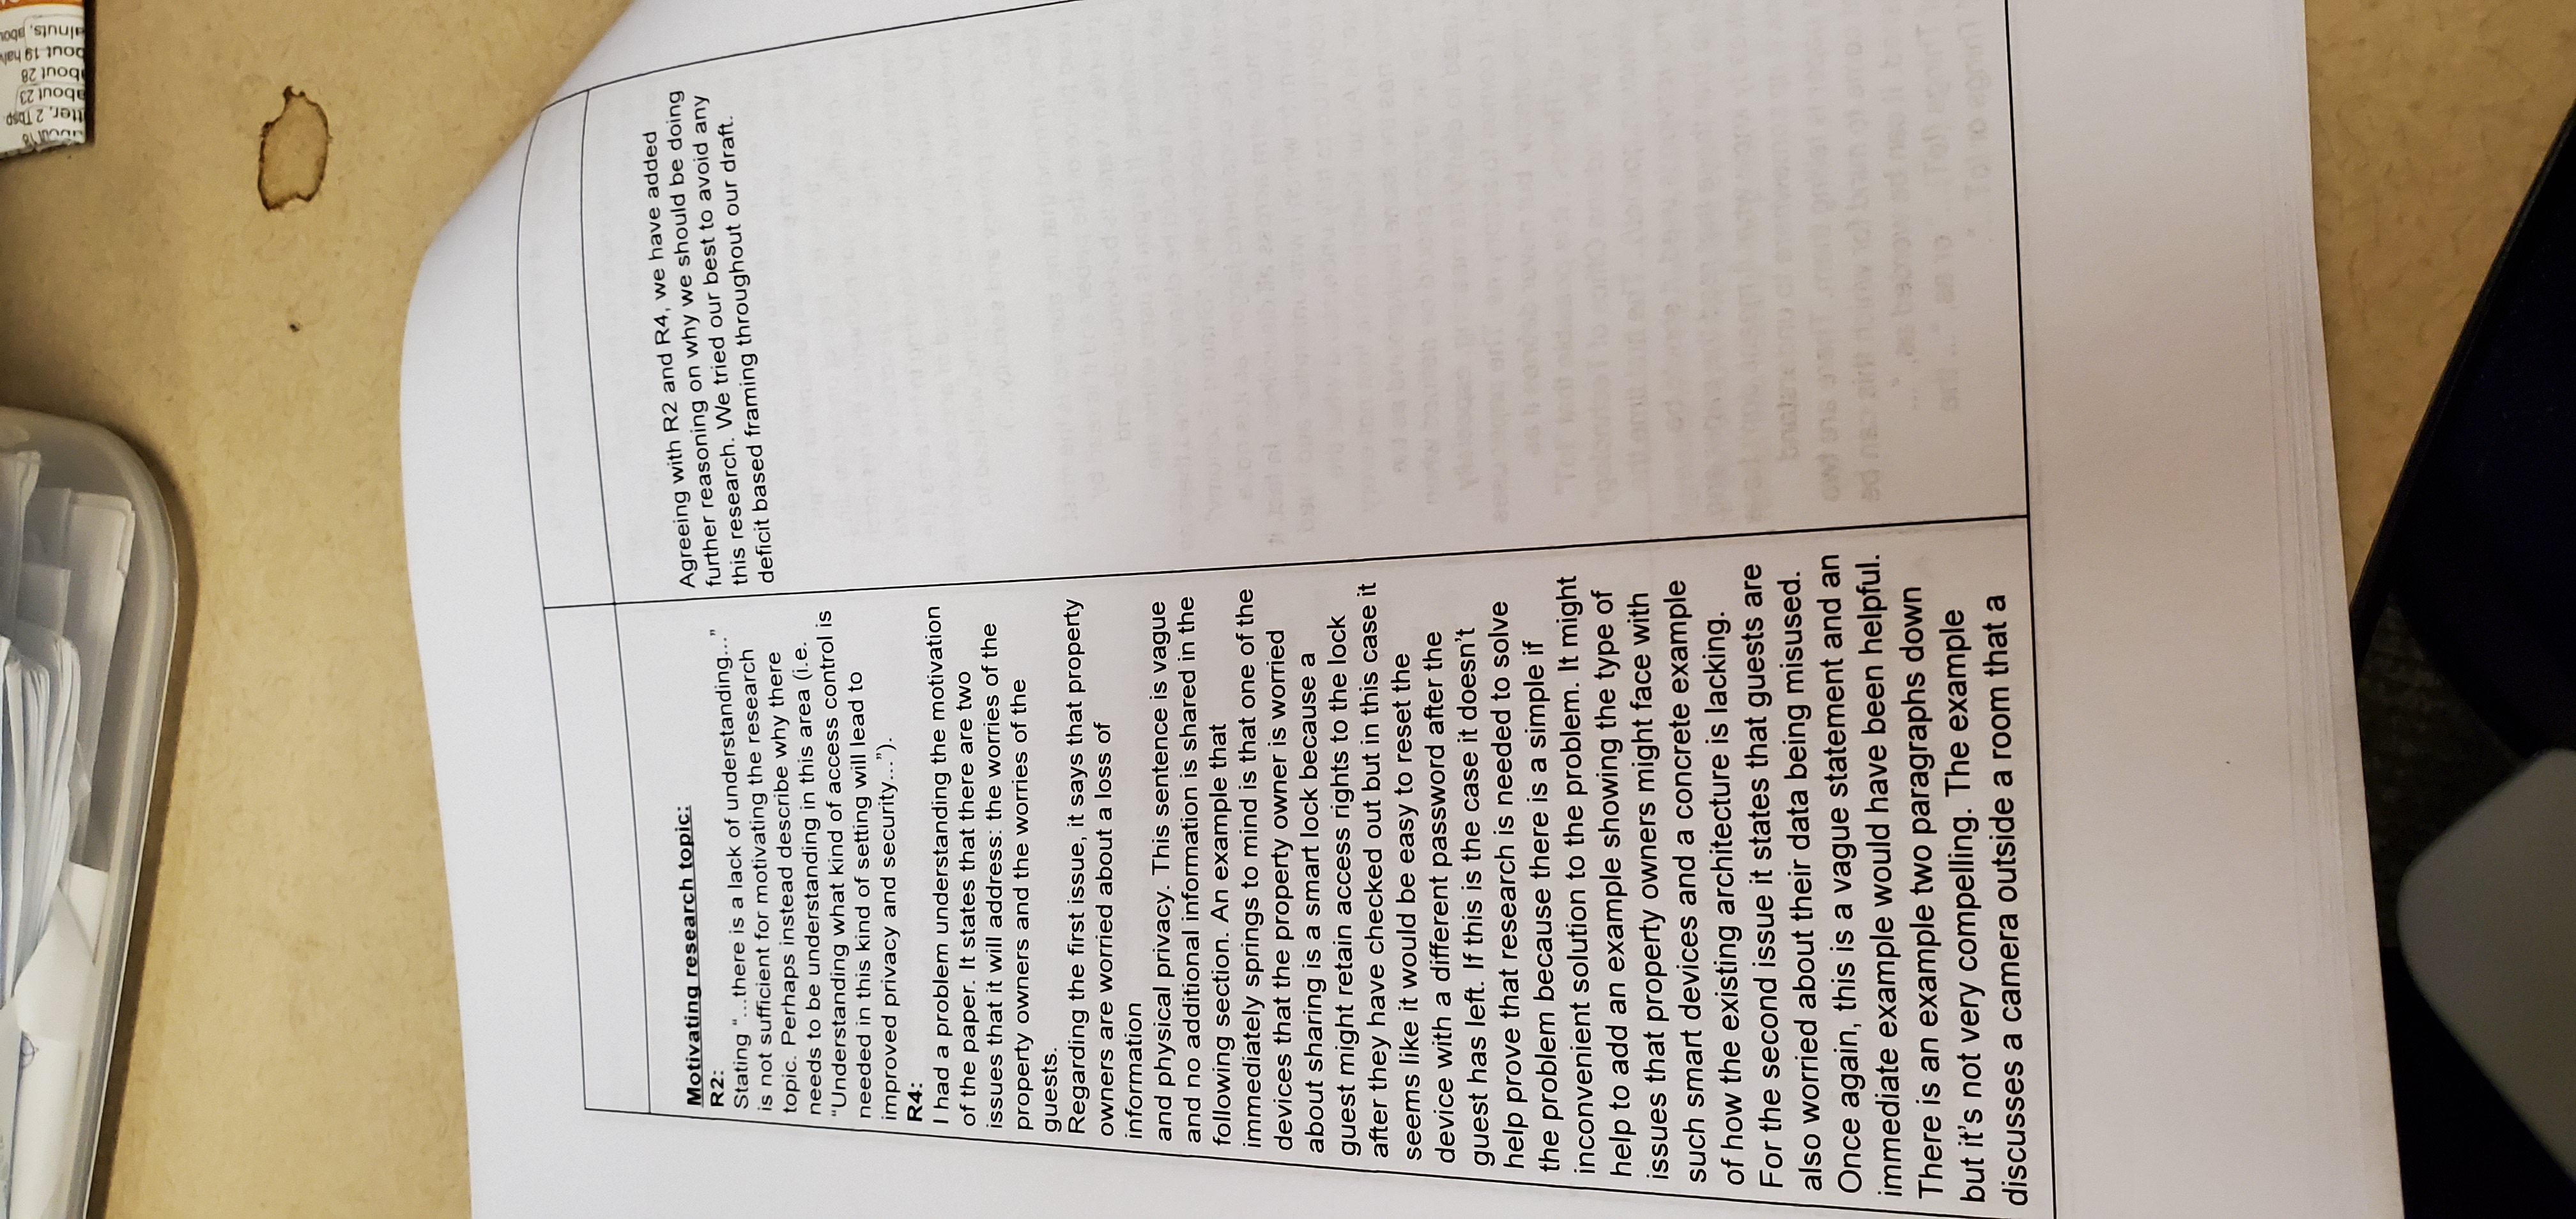 tter, 2 Tbsp.
about 23
about 28
Motivating research topic:
R2:
Stating “...there is a lack of understanding...”
is not sufficient for motivating the research
topic. Perhaps instead describe why there
needs to be understanding in this area (i.e.
“Understanding what kind of access control is
needed in this kind of setting will lead to
improved privacy and security...”).
R4:
I had a problem understanding the motivation
of the paper. It states that there are two
issues that it will address: the worries of the
property owners and the worries of the
guests.
Regarding the first issue, it says that property
owners are worried about a loss of
information
and physical privacy. This sentence is vague
and no additional information is shared in the
following section. An example that
immediately springs to mind is that one of the
devices that the property owner is worried
about sharing is a smart lock because a
guest might retain access rights to the lock
after they have checked out but in this case it
seems like it would be easy to reset the
device with a different password after the
guest has left. If this is the case it doesn’t
help prove that research is needed to solve
the problem because there is a simple if
inconvenient solution to the problem. It might
help to add an example showing the type of
issues that property owners might face with
such smart devices and a concrete example
of how the existing architecture is lacking.
For the second issue it states that guests are
also worried about their data being misused.
Once again, this is a vague statement and an
immediate example would have been helpful.
There is an example two paragraphs down
but it’s not very compelling. The example
discusses a camera outside a room that a
Agreeing with R2 and R4, we have added
further reasoning on why we should be doing
this research. We tried our best to avoid any
deficit based framing throughout our draft.